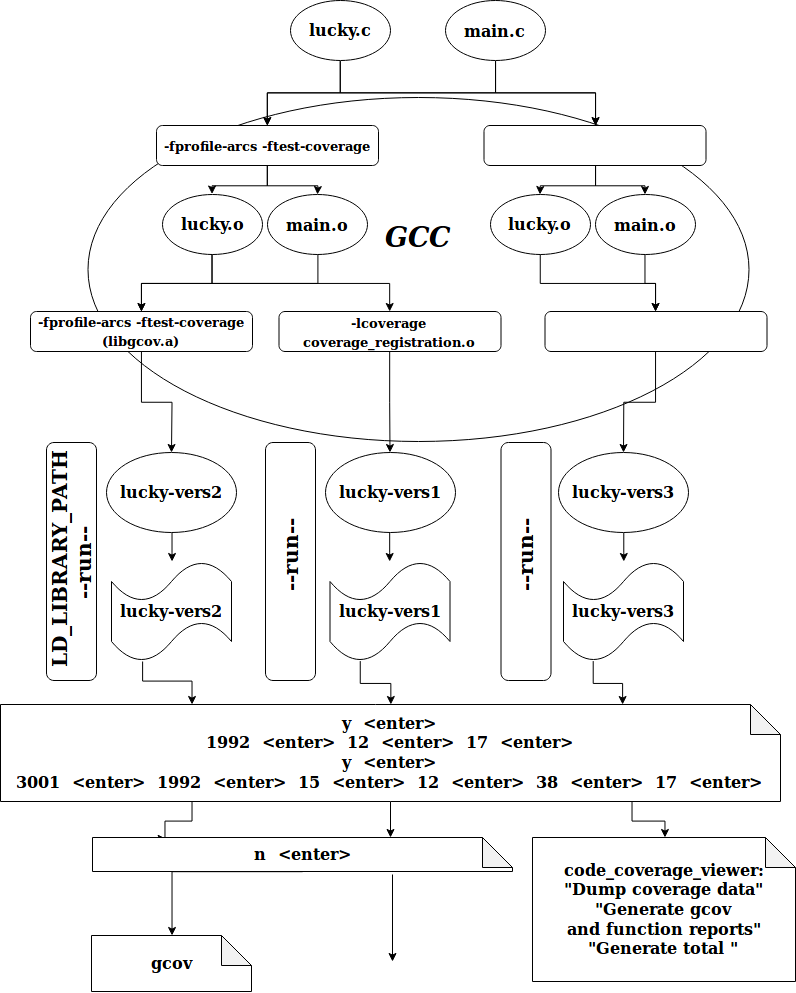 lucky.c
main.c
-fprofile-arcs -ftest-coverage
lucky.o
main.o
GCC
lucky.o
main.o
-fprofile-arcs -ftest-coverage
(libgcov.a)
-lcoverage
coverage_registration.o
LD_LIBRARY_PATH
--run--
lucky-vers2
--run--
lucky-vers1
--run--
lucky-vers3
lucky-vers2
lucky-vers1
lucky-vers3
y <enter>
1992 <enter> 12 <enter> 17 <enter>
y <enter>
3001 <enter> 1992 <enter> 15 <enter> 12 <enter> 38 <enter> 17 <enter>
n <enter>
code_coverage_viewer:
"Dump coverage data"
"Generate gcov
and function reports"
"Generate total "
gcov